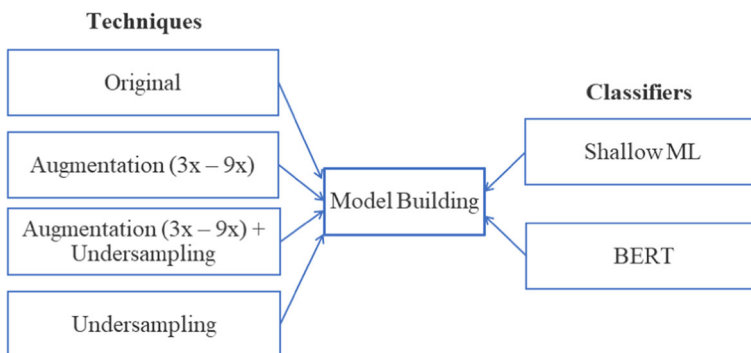 Techniques
Original
Augmentation (3x – 9x)
Augmentation (3x – 9x) +
Undersampling
Undersampling
Model Building
Classifiers
Shallow ML
BERT